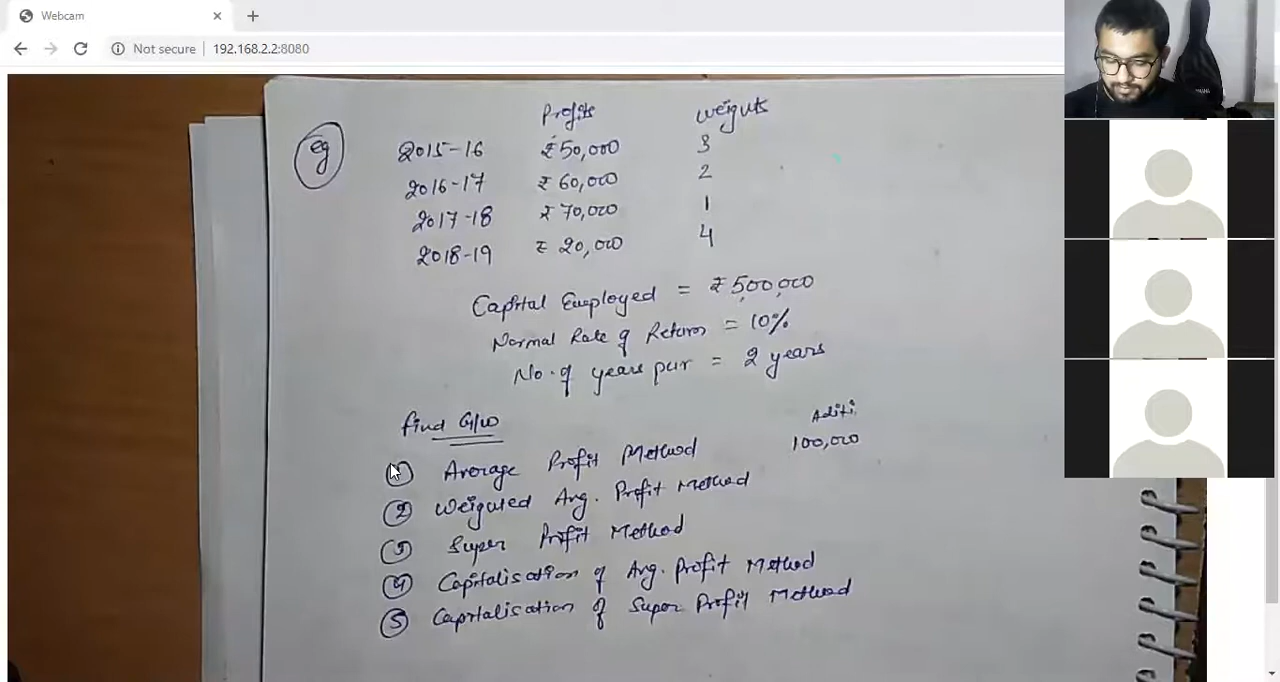 Webcam
Not secure 192.168.2.2:8080
Profits weights
eg 2015-16 ₹50,000 3
2016-17 ₹ 60,000 2
2017-18 ₹ 70,000 1
2018-19 ₹ 20,000 4
Capital Employed = ₹ 5,00,000
Normal Rate of Return = 10%
No. of years pur = 2 years
find G/W
Aditi
① Average Profit Method 100,000
② Weighted Avg. Profit Method
③ Super Profit Method
④ Capitalisation of Avg. Profit Method
⑤ Capitalisation of Super Profit Method